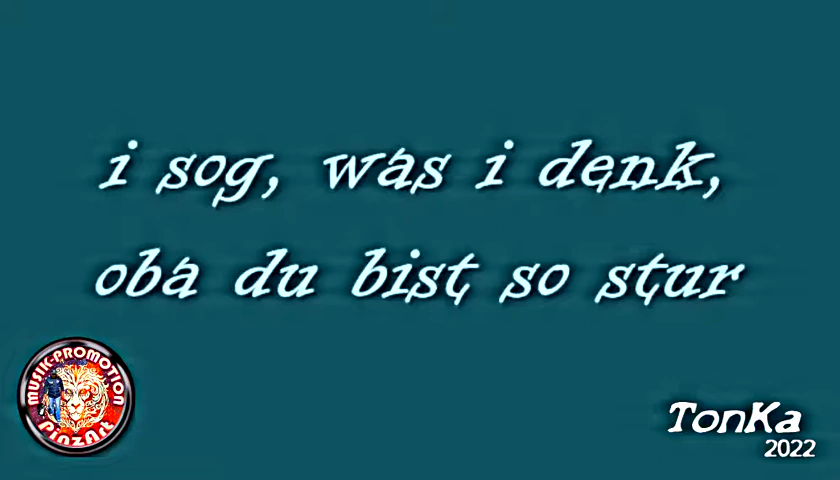 i sog, was i denk,
oba du bist so stur
MUSIK-PROMOTION
PinzArt
TonKa
2022